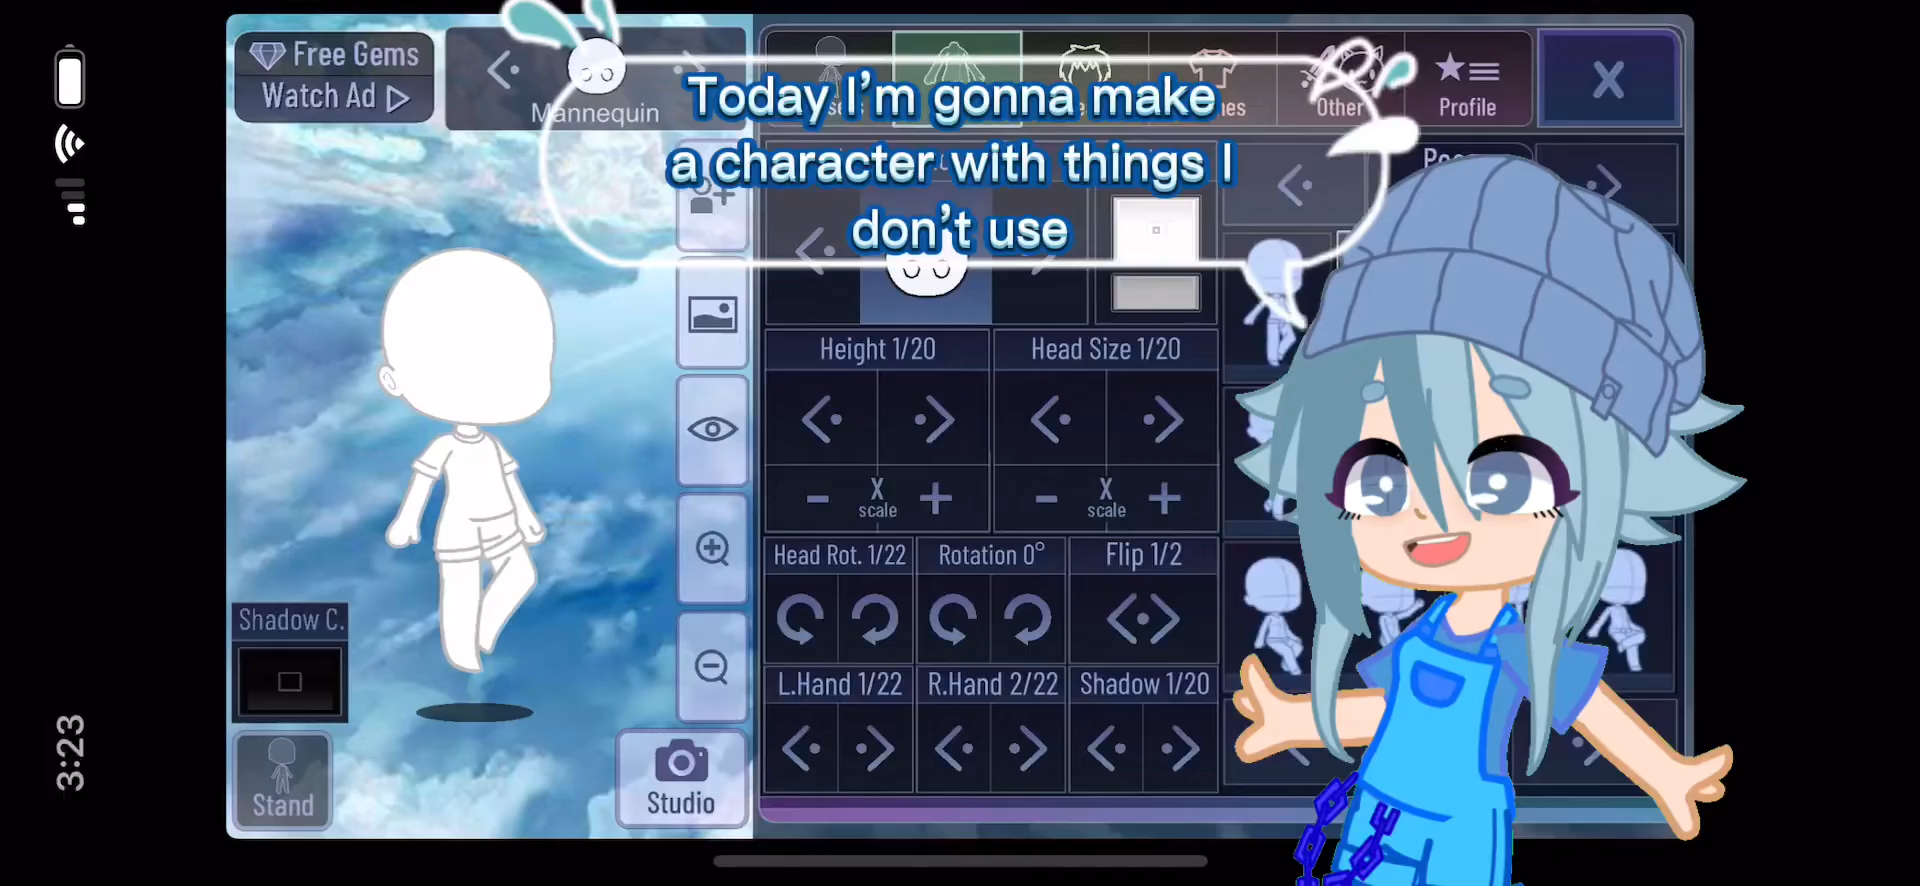 Free Gems
Watch Ad
Mannequin
Today I'm gonna make
a character with things I
don't use
Other
Profile
X
Height 1/20
Head Size 1/20
X
scale
X
scale
Head Rot. 1/22
Rotation 0°
Flip 1/2
L.Hand 1/22
R.Hand 2/22
Shadow 1/20
Shadow C.
Stand
Studio
3:23